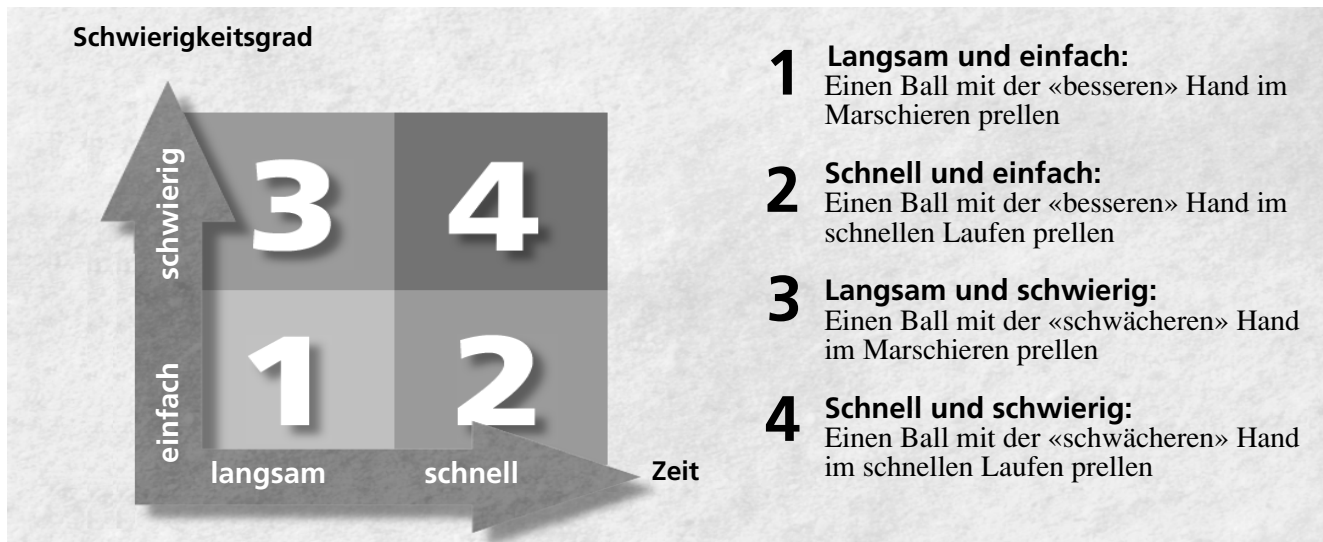 Schwierigkeitsgrad
schwierig
einfach
3
4
1
2
langsam
schnell
Zeit
1 Langsam und einfach:
Einen Ball mit der «besseren» Hand im
Marschieren prellen
2 Schnell und einfach:
Einen Ball mit der «besseren» Hand im
schnellen Laufen prellen
3 Langsam und schwierig:
Einen Ball mit der «schwächeren» Hand
im Marschieren prellen
4 Schnell und schwierig:
Einen Ball mit der «schwächeren» Hand
im schnellen Laufen prellen